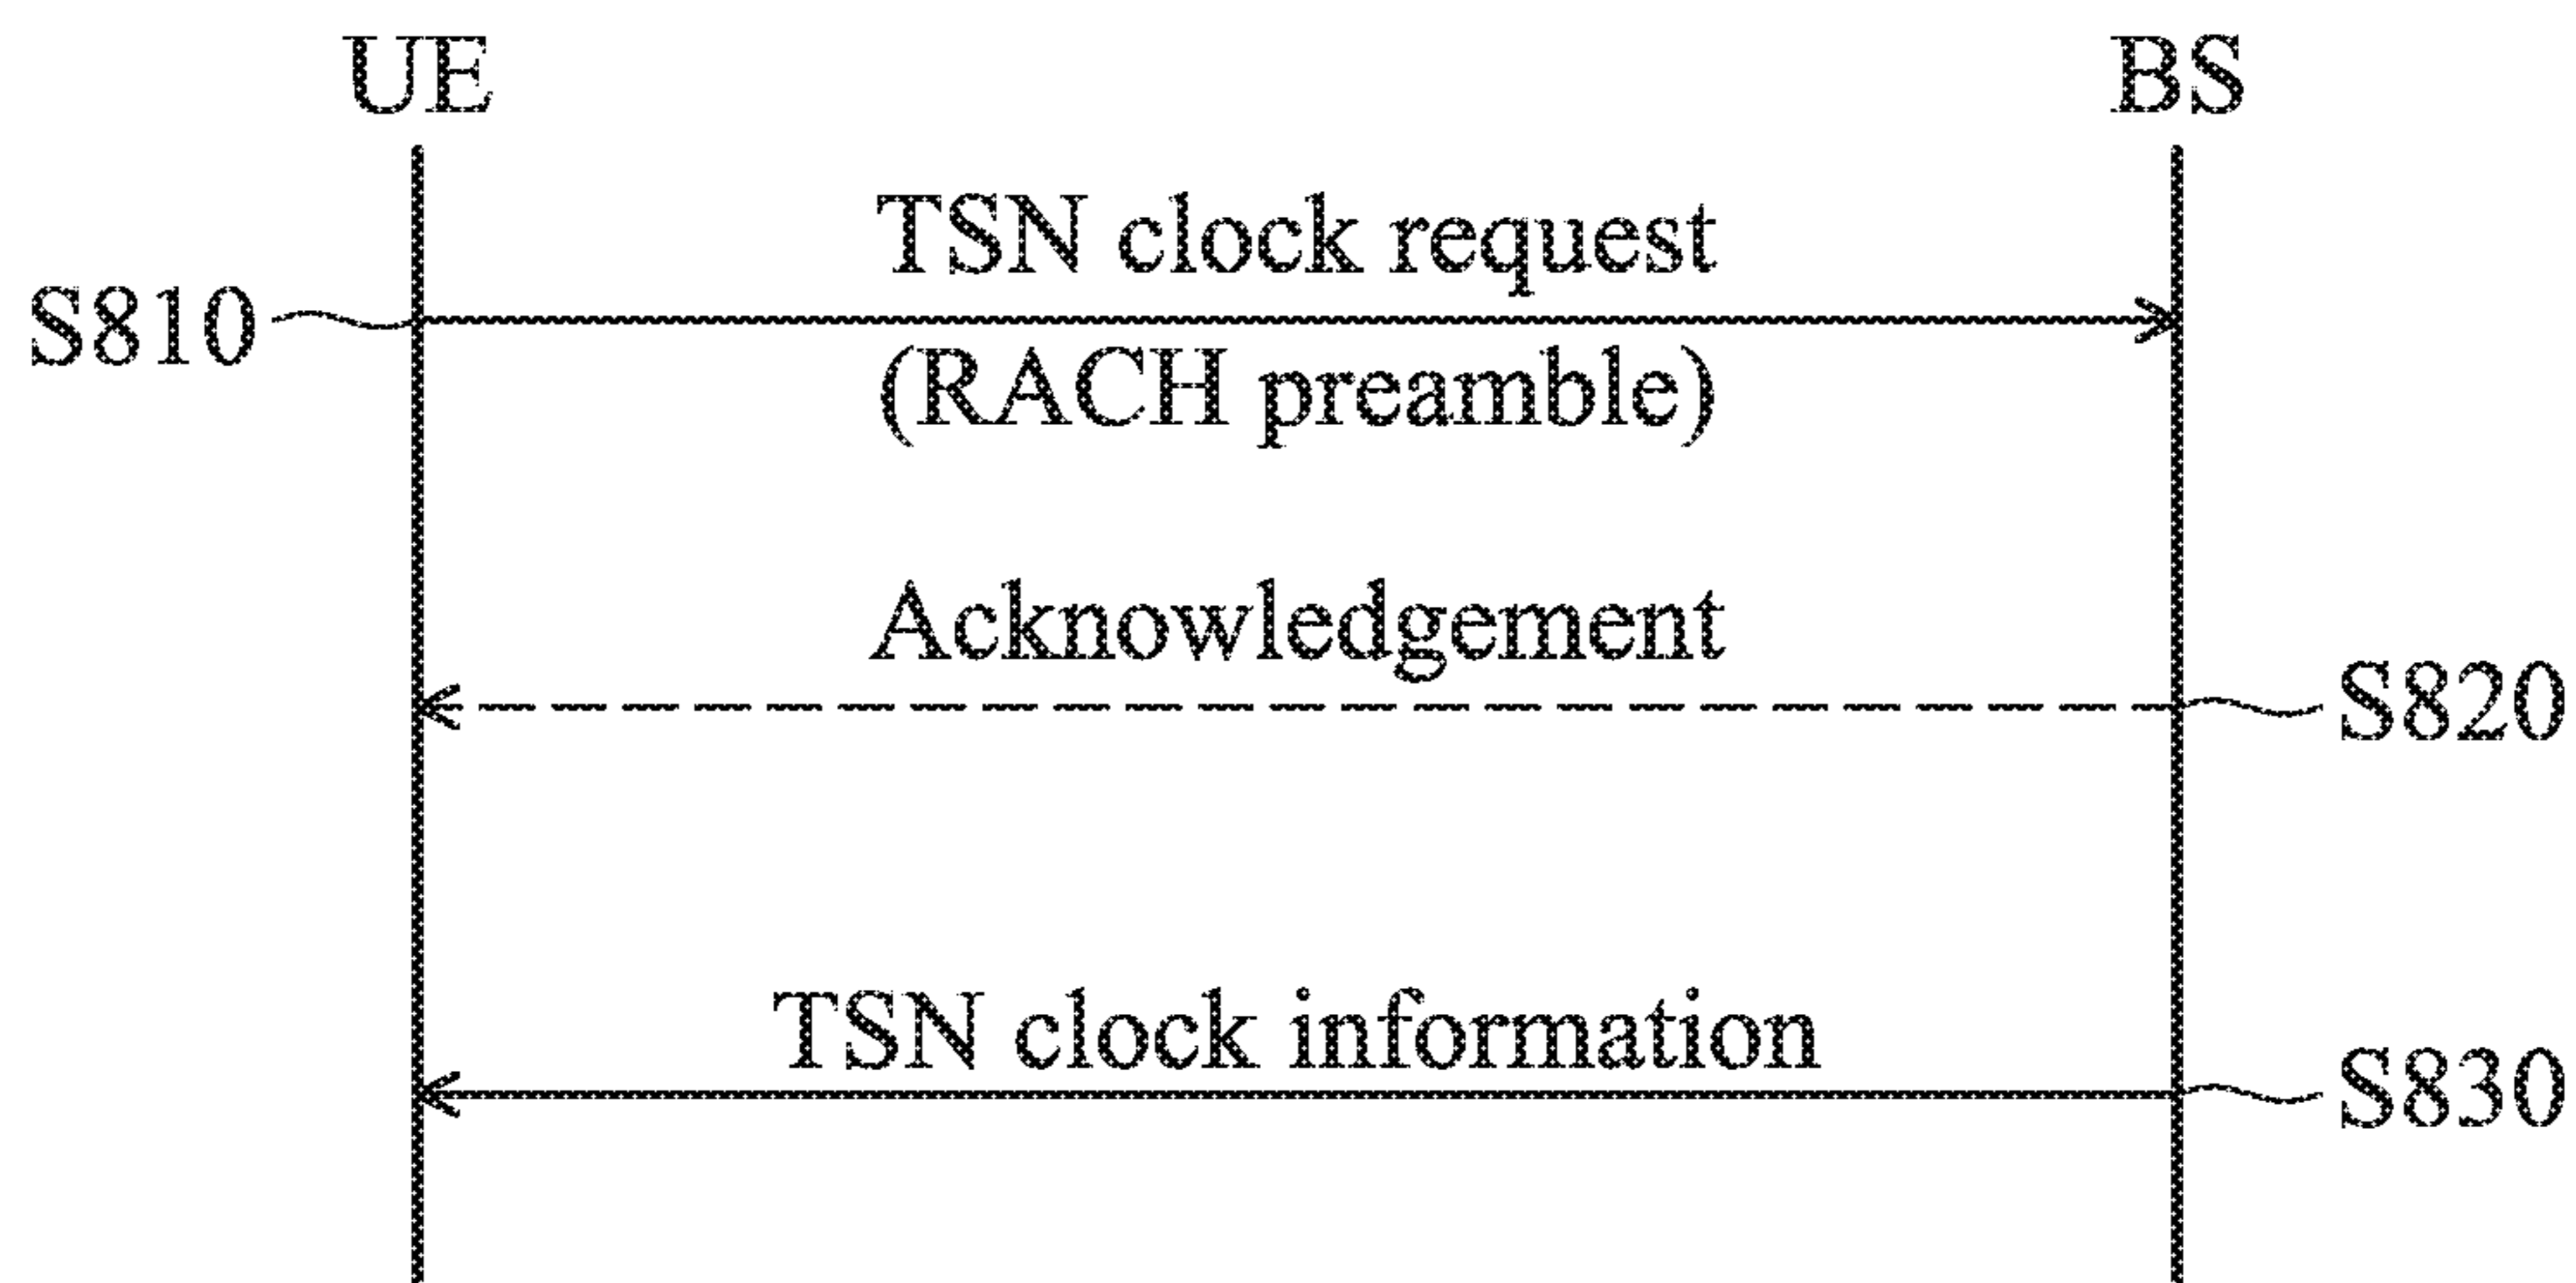 UE
BS
TSN clock request
S810
(RACH preamble)
Acknowledgement
S820
TSN clock information
S830